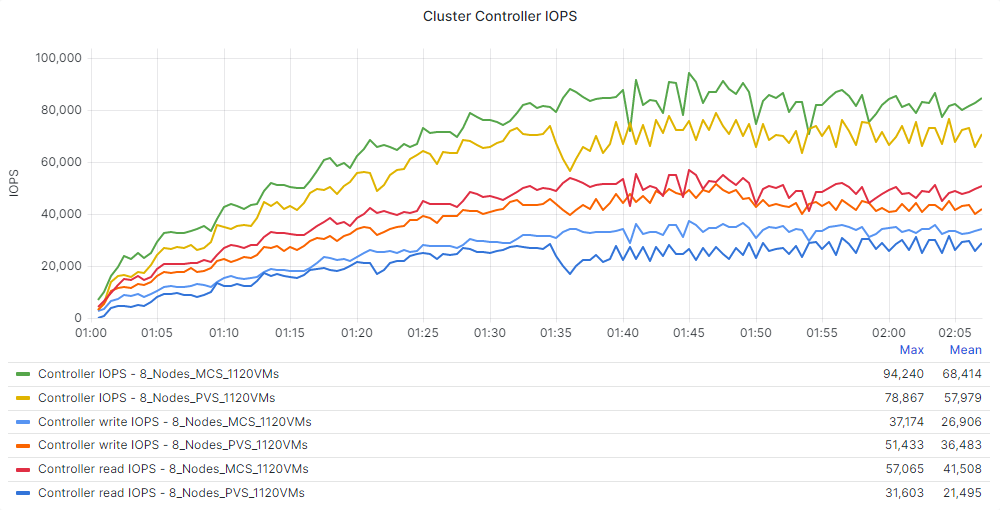 Cluster Controller IOPS
100,000
80,000
60,000
40,000
20,000
0
IOPS
01:00 01:05 01:10 01:15 01:20 01:25 01:30 01:35 01:40 01:45 01:50 01:55 02:00 02:05
Max Mean
Controller IOPS - 8_Nodes_MCS_1120VMs 94,240 68,414
Controller IOPS - 8_Nodes_PVS_1120VMs 78,867 57,979
Controller write IOPS - 8_Nodes_MCS_1120VMs 37,174 26,906
Controller write IOPS - 8_Nodes_PVS_1120VMs 51,433 36,483
Controller read IOPS - 8_Nodes_MCS_1120VMs 57,065 41,508
Controller read IOPS - 8_Nodes_PVS_1120VMs 31,603 21,495